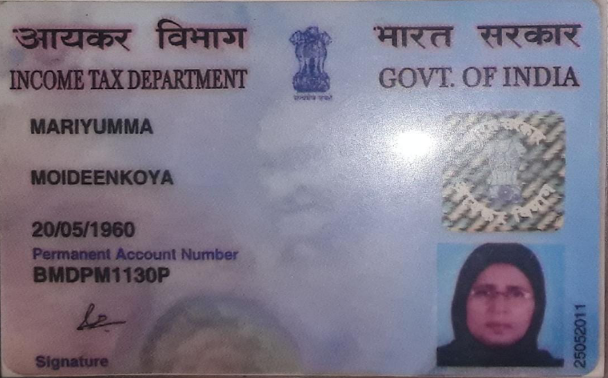 आयकर विभाग
INCOME TAX DEPARTMENT
भारत सरकार
GOVT. OF INDIA
MARIYUMMA
MOIDEENKOYA
20/05/1960
Permanent Account Number
BMDPM1130P
Signature
25052011